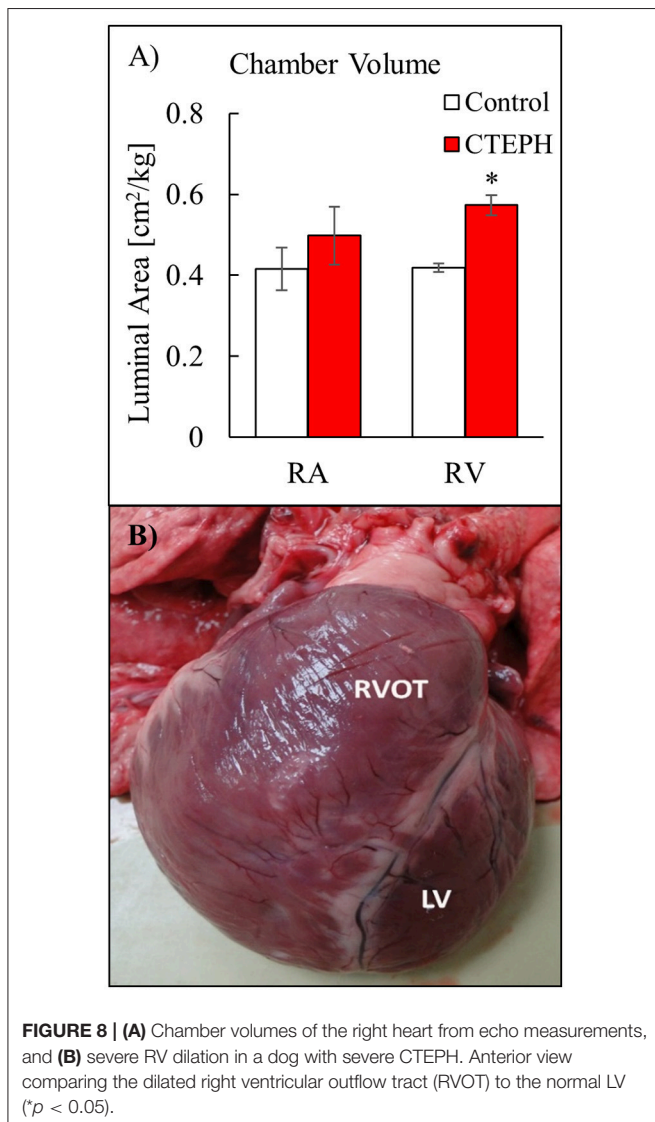 A)
Chamber Volume
Control
CTEPH
*
0.8
0.6
0.4
0.2
0
Luminal Area [cm²/kg]
RA RV
B)
RVOT
LV
FIGURE 8 | (A) Chamber volumes of the right heart from echo measurements,
and (B) severe RV dilation in a dog with severe CTEPH. Anterior view
comparing the dilated right ventricular outflow tract (RVOT) to the normal LV
(*p < 0.05).